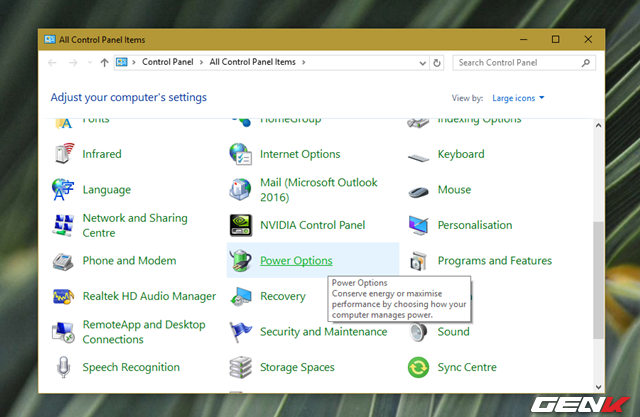 All Control Panel Items
Control Panel > All Control Panel Items >
Search Control Panel
Adjust your computer's settings
View by: Large icons
Fonts
HomeGroup
Indexing Options
Infrared
Internet Options
Keyboard
Language
Mail (Microsoft Outlook
2016)
Mouse
Network and Sharing
Centre
NVIDIA Control Panel
Personalisation
Phone and Modem
Power Options
Programs and Features
Power Options
Conserve energy or maximise
performance by choosing how your
computer manages power.
Realtek HD Audio Manager
Recovery
RemoteApp and Desktop
Connections
Security and Maintenance
Sound
Speech Recognition
Storage Spaces
Sync Centre
GENK